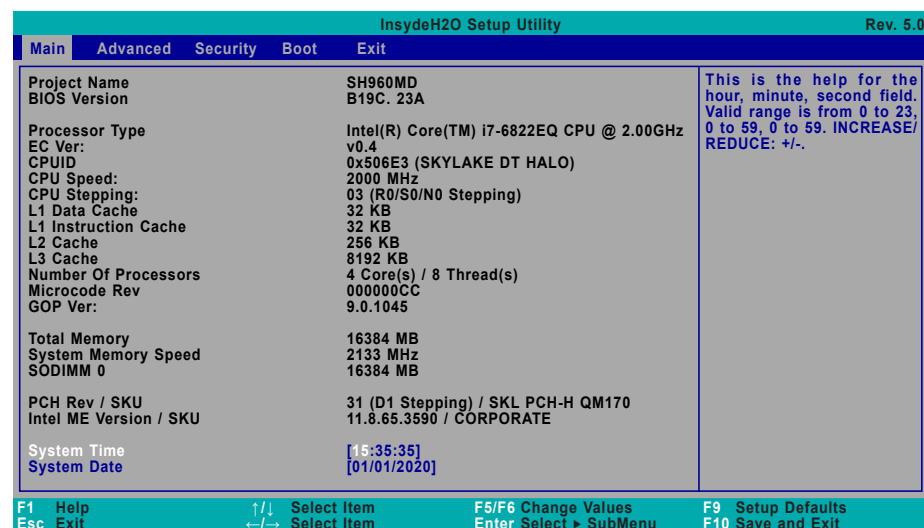 InsydeH2O Setup Utility Rev. 5.0
Main Advanced Security Boot Exit
Project Name SH960MD
BIOS Version B19C. 23A
Processor Type Intel(R) Core(TM) i7-6822EQ CPU @ 2.00GHz
EC Ver: v0.4
CPUID 0x506E3 (SKYLAKE DT HALO)
CPU Speed: 2000 MHz
CPU Stepping: 03 (R0/S0/N0 Stepping)
L1 Data Cache 32 KB
L1 Instruction Cache 32 KB
L2 Cache 256 KB
L3 Cache 8192 KB
Number Of Processors 4 Core(s) / 8 Thread(s)
Microcode Rev 000000CC
GOP Ver: 9.0.1045
Total Memory 16384 MB
System Memory Speed 2133 MHz
SODIMM 0 16384 MB
PCH Rev / SKU 31 (D1 Stepping) / SKL PCH-H QM170
Intel ME Version / SKU 11.8.65.3590 / CORPORATE
System Time [15:35:35]
System Date [01/01/2020]
This is the help for the
hour, minute, second field.
Valid range is from 0 to 23,
0 to 59, 0 to 59. INCREASE/
REDUCE: +/-.
F1 Help ↑/↓ Select Item F5/F6 Change Values F9 Setup Defaults
Esc Exit ←/→ Select Item Enter Select ▸ SubMenu F10 Save and Exit